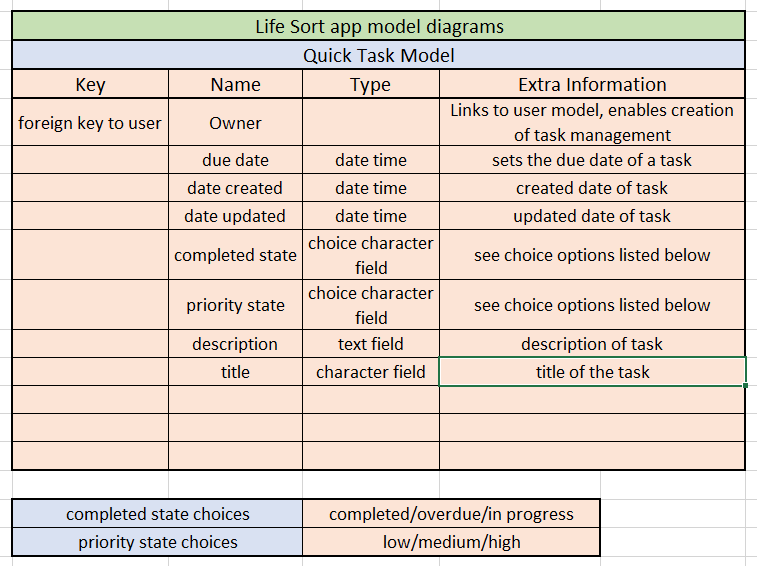 Life Sort app model diagrams
Quick Task Model
Key Name Type Extra Information
foreign key to user Owner Links to user model, enables creation
of task management
due date date time sets the due date of a task
date created date time created date of task
date updated date time updated date of task
completed state choice character
field see choice options listed below
priority state choice character
field see choice options listed below
description text field description of task
title character field title of the task
completed state choices completed/overdue/in progress
priority state choices low/medium/high